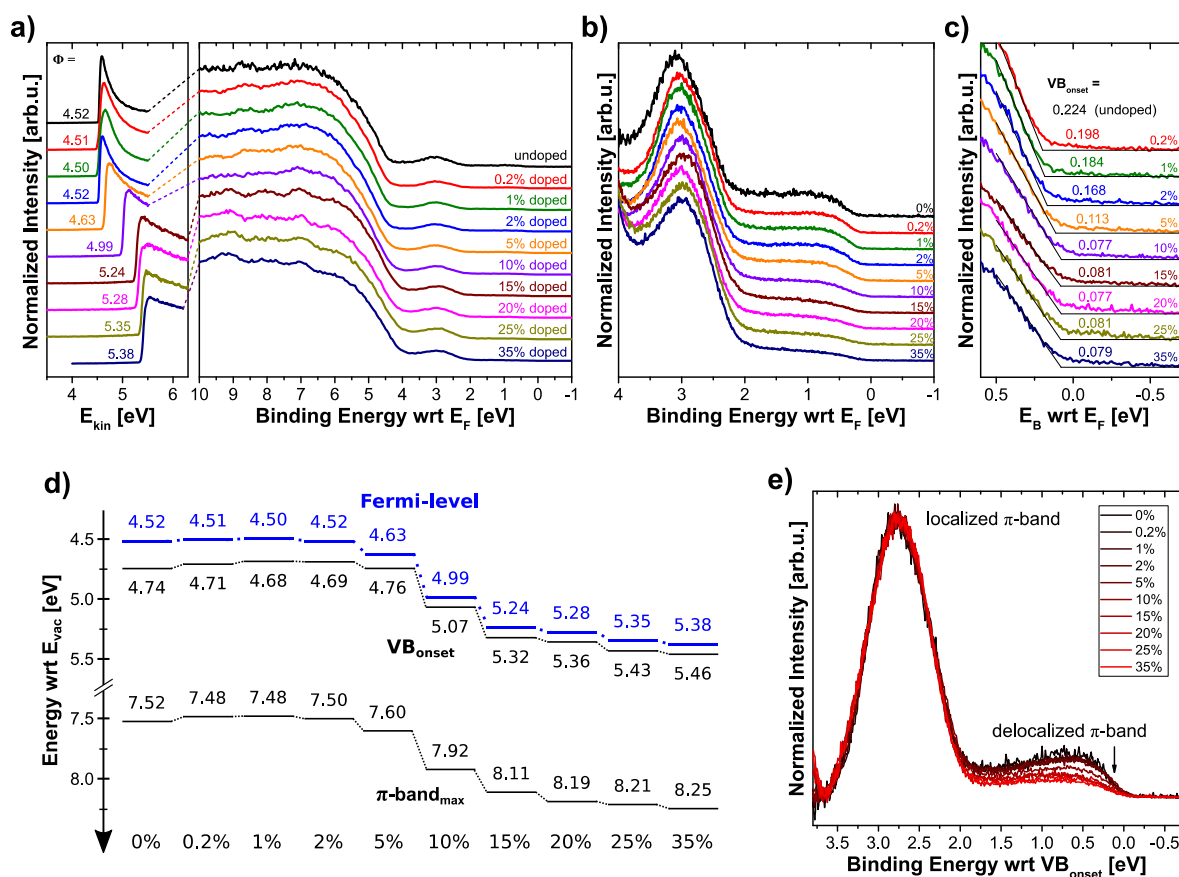 a)
Φ =
4.52
4.51
4.50
4.52
4.63
4.99
5.24
5.28
5.35
5.38
undoped
0.2% doped
1% doped
2% doped
5% doped
10% doped
15% doped
20% doped
25% doped
35% doped
Normalized Intensity [arb.u.]
4 5 6
E_kin [eV]
10 9 8 7 6 5 4 3 2 1 0 -1
Binding Energy wrt E_F [eV]
b)
0%
0.2%
1%
2%
5%
10%
15%
20%
25%
35%
Normalized Intensity [arb.u.]
4 3 2 1 0 -1
Binding Energy wrt E_F [eV]
c)
VB_onset =
0.224 (undoped)
0.198 0.2%
0.184 1%
0.168 2%
0.113 5%
0.077 10%
0.081 15%
0.077 20%
0.081 25%
0.079 35%
Normalized Intensity [arb.u.]
0.5 0.0 -0.5
E_B wrt E_F [eV]
d)
Fermi-level
4.52 4.51 4.50 4.52 4.63 4.99 5.24 5.28 5.35 5.38
4.74 4.71 4.68 4.69 4.76 5.07 5.32 5.36 5.43 5.46
VB_onset
7.52 7.48 7.48 7.50 7.60 7.92 8.11 8.19 8.21 8.25
π-band_max
4.5
5.0
5.5
7.5
8.0
Energy wrt E_vac [eV]
0% 0.2% 1% 2% 5% 10% 15% 20% 25% 35%
e)
localized π-band
0%
0.2%
1%
2%
5%
10%
15%
20%
25%
35%
delocalized π-band
Normalized Intensity [arb.u.]
3.5 3.0 2.5 2.0 1.5 1.0 0.5 0.0 -0.5
Binding Energy wrt VB_onset [eV]